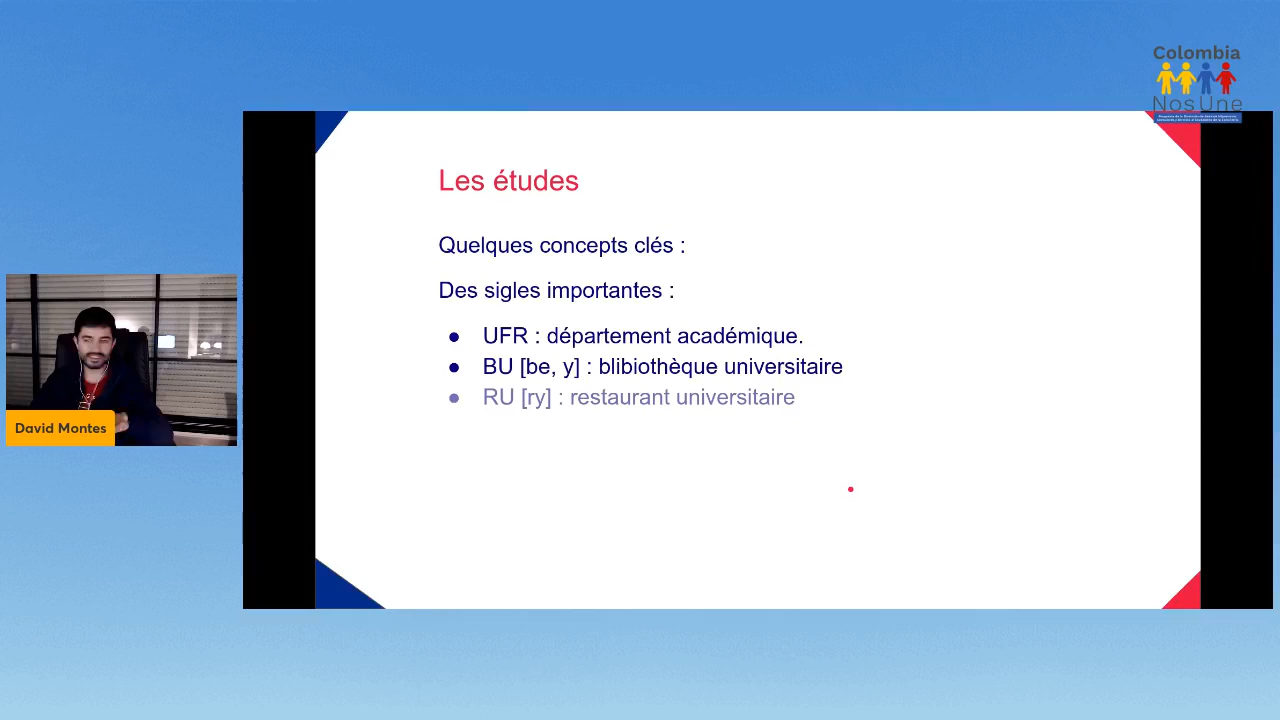 Colombia
NosUne
Les études
Quelques concepts clés :
Des sigles importantes :
● UFR : département académique.
● BU [be, y] : blibiothèque universitaire
● RU [ry] : restaurant universitaire
David Montes